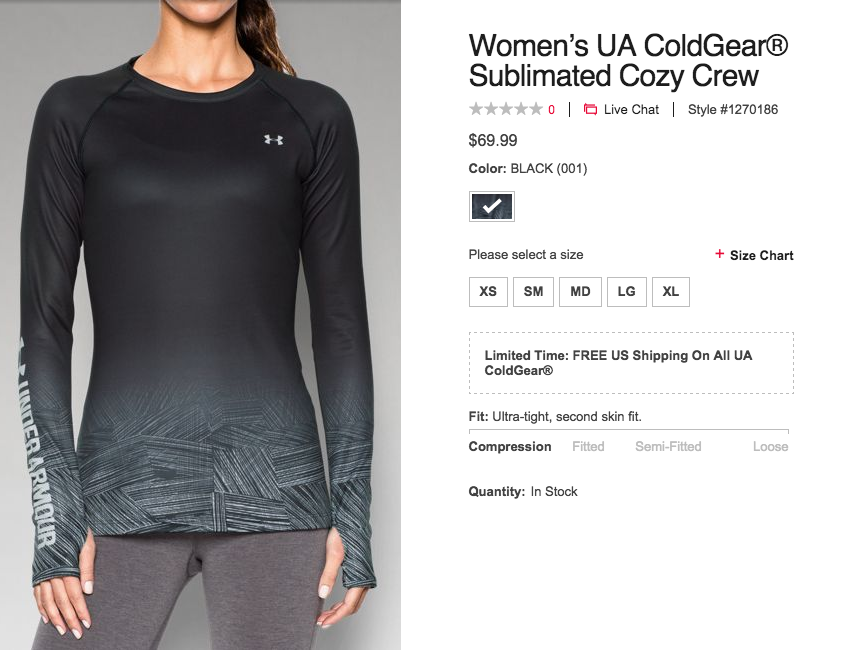 Women's UA ColdGear®
Sublimated Cozy Crew
0 | Live Chat | Style #1270186
$69.99
Color: BLACK (001)
Please select a size + Size Chart
XS SM MD LG XL
Limited Time: FREE US Shipping On All UA
ColdGear®
Fit: Ultra-tight, second skin fit.
Compression Fitted Semi-Fitted Loose
Quantity: In Stock
UNDER ARMOUR